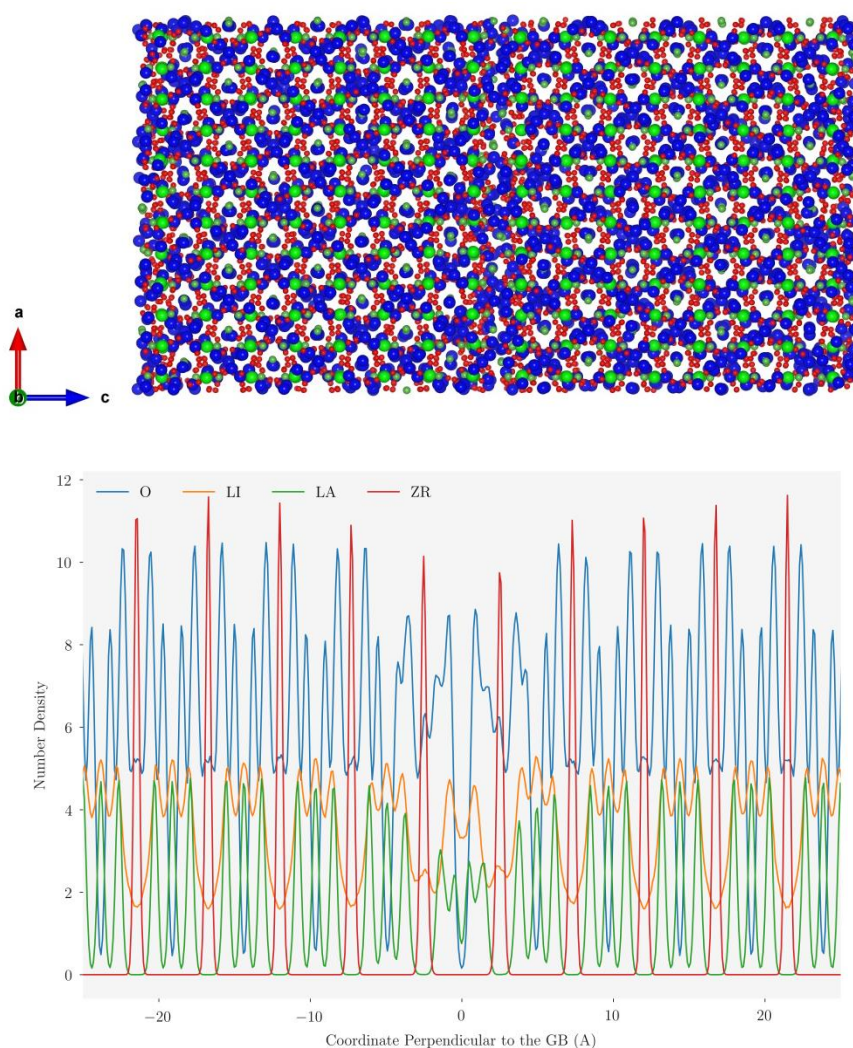 a
b
c
12
O LI LA ZR
10
8
6
4
2
0
Number Density
−20 −10 0 10 20
Coordinate Perpendicular to the GB (A)